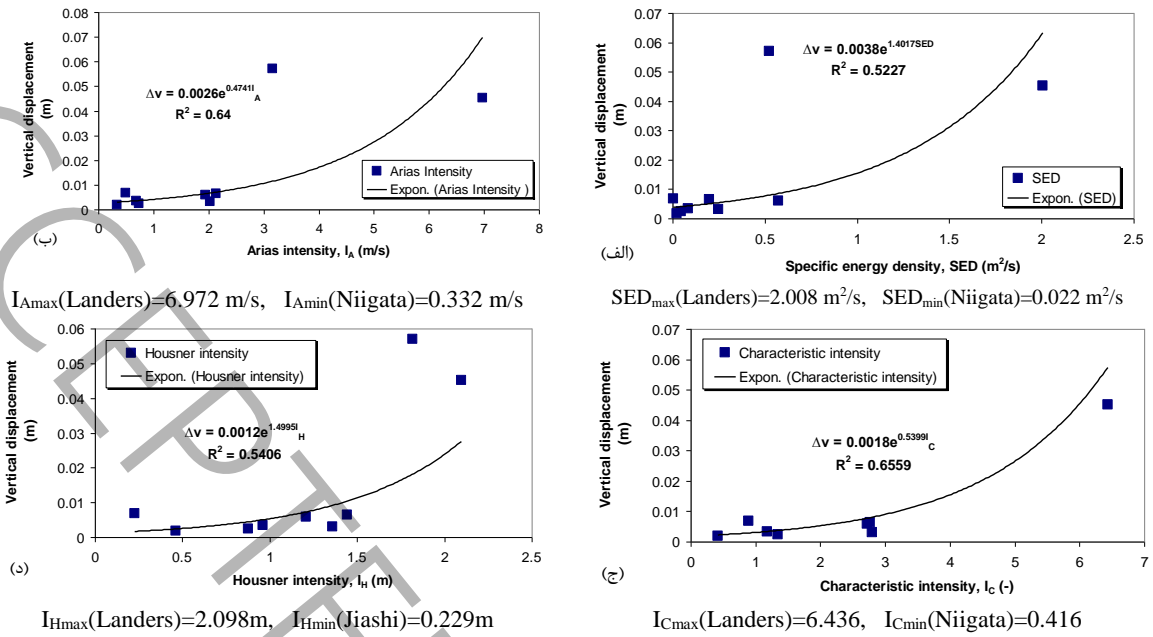 Vertical displacement (m)
0.08
0.07
0.06
0.05
0.04
0.03
0.02
0.01
0
Δv = 0.0026e^0.4741I_A
R² = 0.64
Arias Intensity
Expon. (Arias Intensity )
0 1 2 3 4 5 6 7 8
Arias intensity, I_A (m/s)
(ب)
I_Amax(Landers)=6.972 m/s, I_Amin(Niigata)=0.332 m/s
Vertical displacement (m)
0.07
0.06
0.05
0.04
0.03
0.02
0.01
0
Δv = 0.0038e^1.4017SED
R² = 0.5227
SED
Expon. (SED)
0 0.5 1 1.5 2 2.5
Specific energy density, SED (m²/s)
(الف)
SED_max(Landers)=2.008 m²/s, SED_min(Niigata)=0.022 m²/s
Vertical displacement (m)
0.06
0.05
0.04
0.03
0.02
0.01
0
Housner intensity
Expon. (Housner intensity)
Δv = 0.0012e^1.4995I_H
R² = 0.5406
0 0.5 1 1.5 2 2.5
Housner intensity, I_H (m)
(د)
I_Hmax(Landers)=2.098m, I_Hmin(Jiashi)=0.229m
Vertical displacement (m)
0.07
0.06
0.05
0.04
0.03
0.02
0.01
0
Characteristic intensity
Expon. (Characteristic intensity)
Δv = 0.0018e^0.5399I_C
R² = 0.6559
0 1 2 3 4 5 6 7
Characteristic intensity, I_C (-)
(ج)
I_Cmax(Landers)=6.436, I_Cmin(Niigata)=0.416